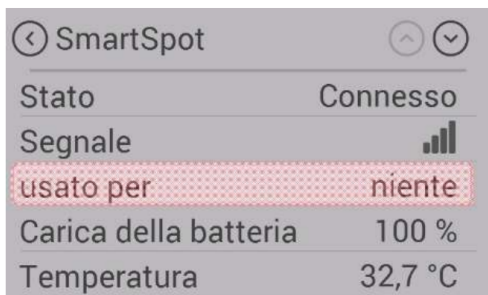 SmartSpot
Stato Connesso
Segnale
usato per niente
Carica della batteria 100 %
Temperatura 32,7 °C